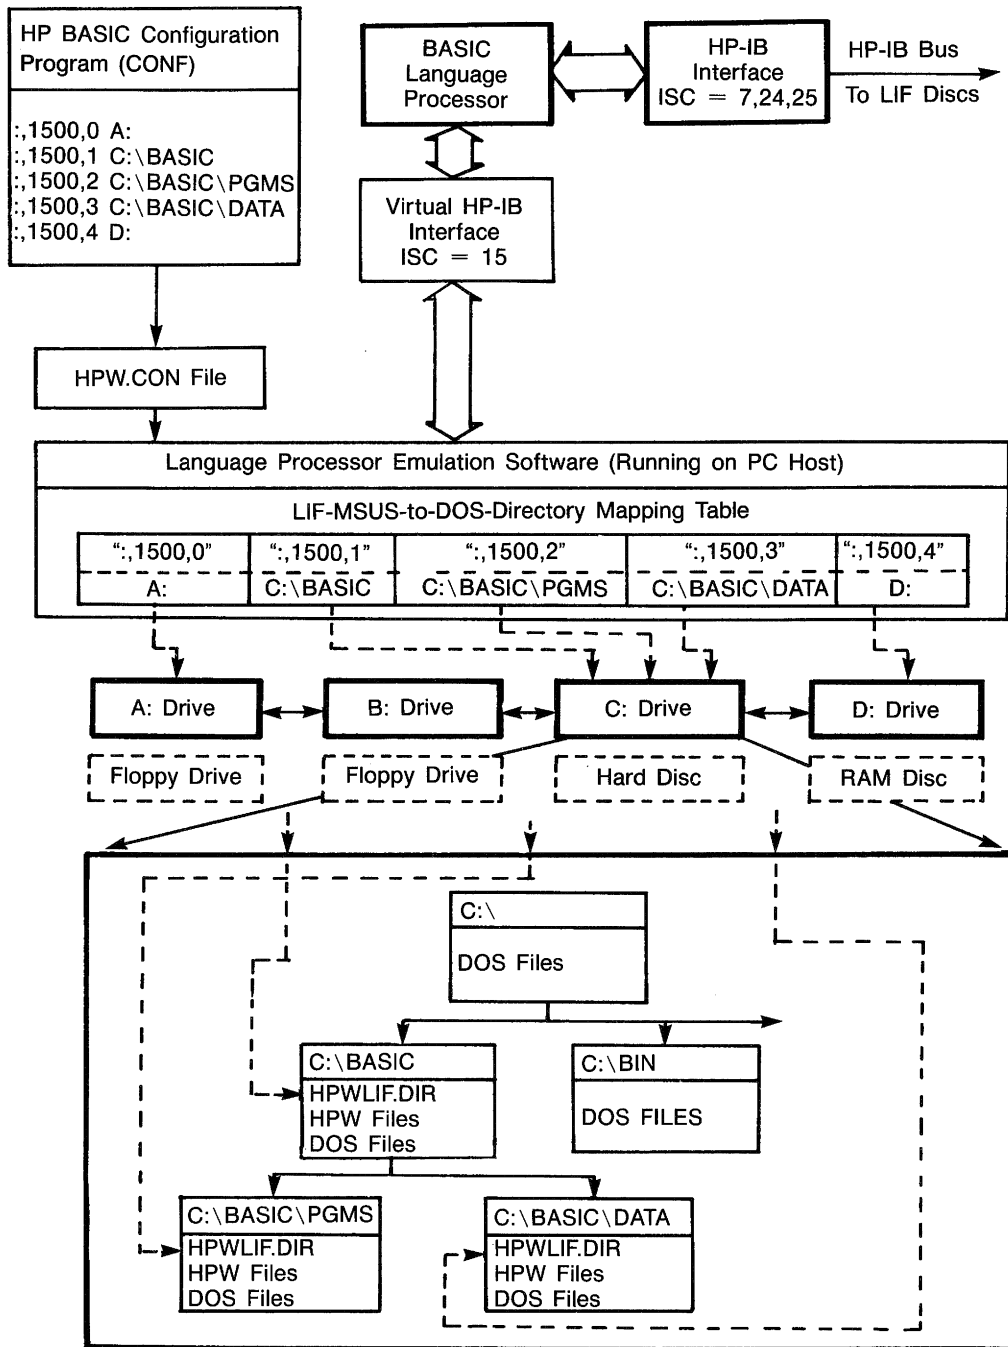 HP BASIC Configuration
Program (CONF)
:,1500,0 A:
:,1500,1 C:\BASIC
:,1500,2 C:\BASIC\PGMS
:,1500,3 C:\BASIC\DATA
:,1500,4 D:
BASIC
Language
Processor
HP-IB
Interface
ISC = 7,24,25
HP-IB Bus
To LIF Discs
Virtual HP-IB
Interface
ISC = 15
HPW.CON File
Language Processor Emulation Software (Running on PC Host)
LIF-MSUS-to-DOS-Directory Mapping Table
“:,1500,0” “:,1500,1” “:,1500,2” “:,1500,3” “:,1500,4”
A: C:\BASIC C:\BASIC\PGMS C:\BASIC\DATA D:
A: Drive B: Drive C: Drive D: Drive
Floppy Drive Floppy Drive Hard Disc RAM Disc
C:\
DOS Files
C:\BASIC
HPWLIF.DIR
HPW Files
DOS Files
C:\BIN
DOS FILES
C:\BASIC\PGMS
HPWLIF.DIR
HPW Files
DOS Files
C:\BASIC\DATA
HPWLIF.DIR
HPW Files
DOS Files